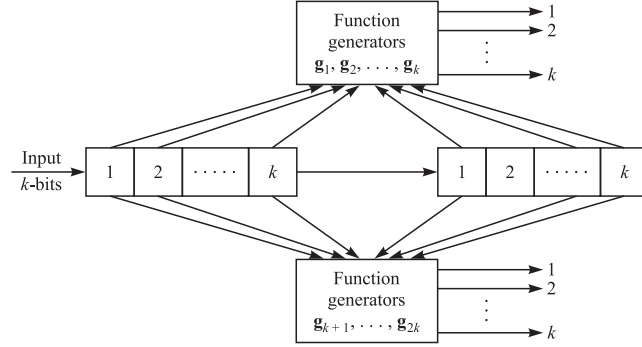 Function
generators
g1, g2, . . . , gk
1
2
⋮
k
Input
k-bits
1 2 ····· k
1 2 ····· k
Function
generators
gk + 1, . . . , g2k
1
2
⋮
k